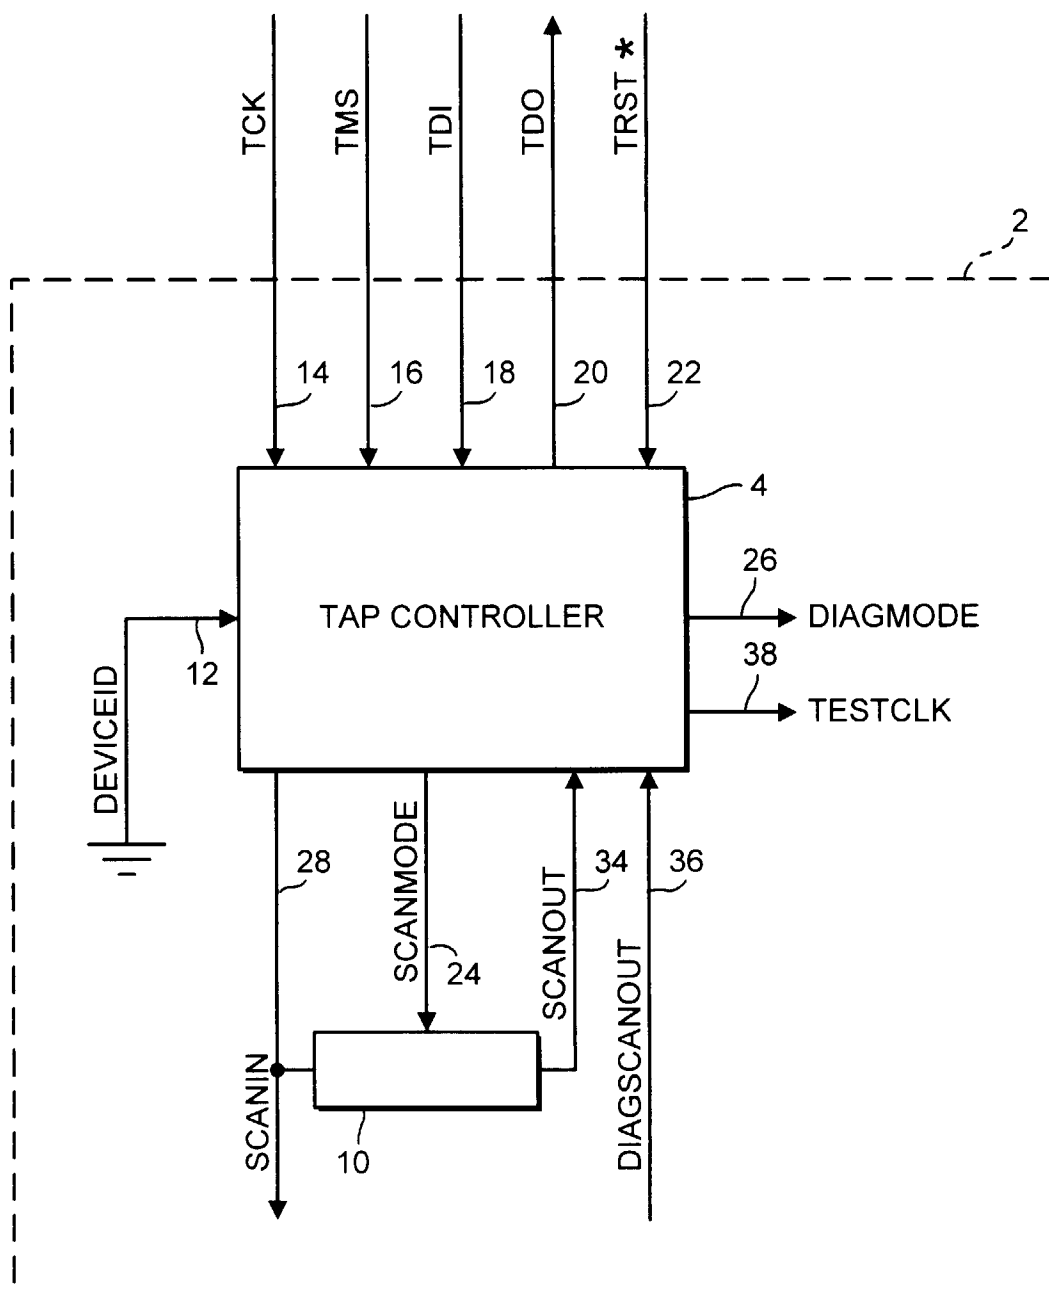 TCK
TMS
TDI
TDO
TRST *
2
14
16
18
20
22
4
26
TAP CONTROLLER
DIAGMODE
12
38
TESTCLK
DEVICEID
28
SCANMODE
34
36
24
SCANOUT
DIAGSCANOUT
SCANIN
10